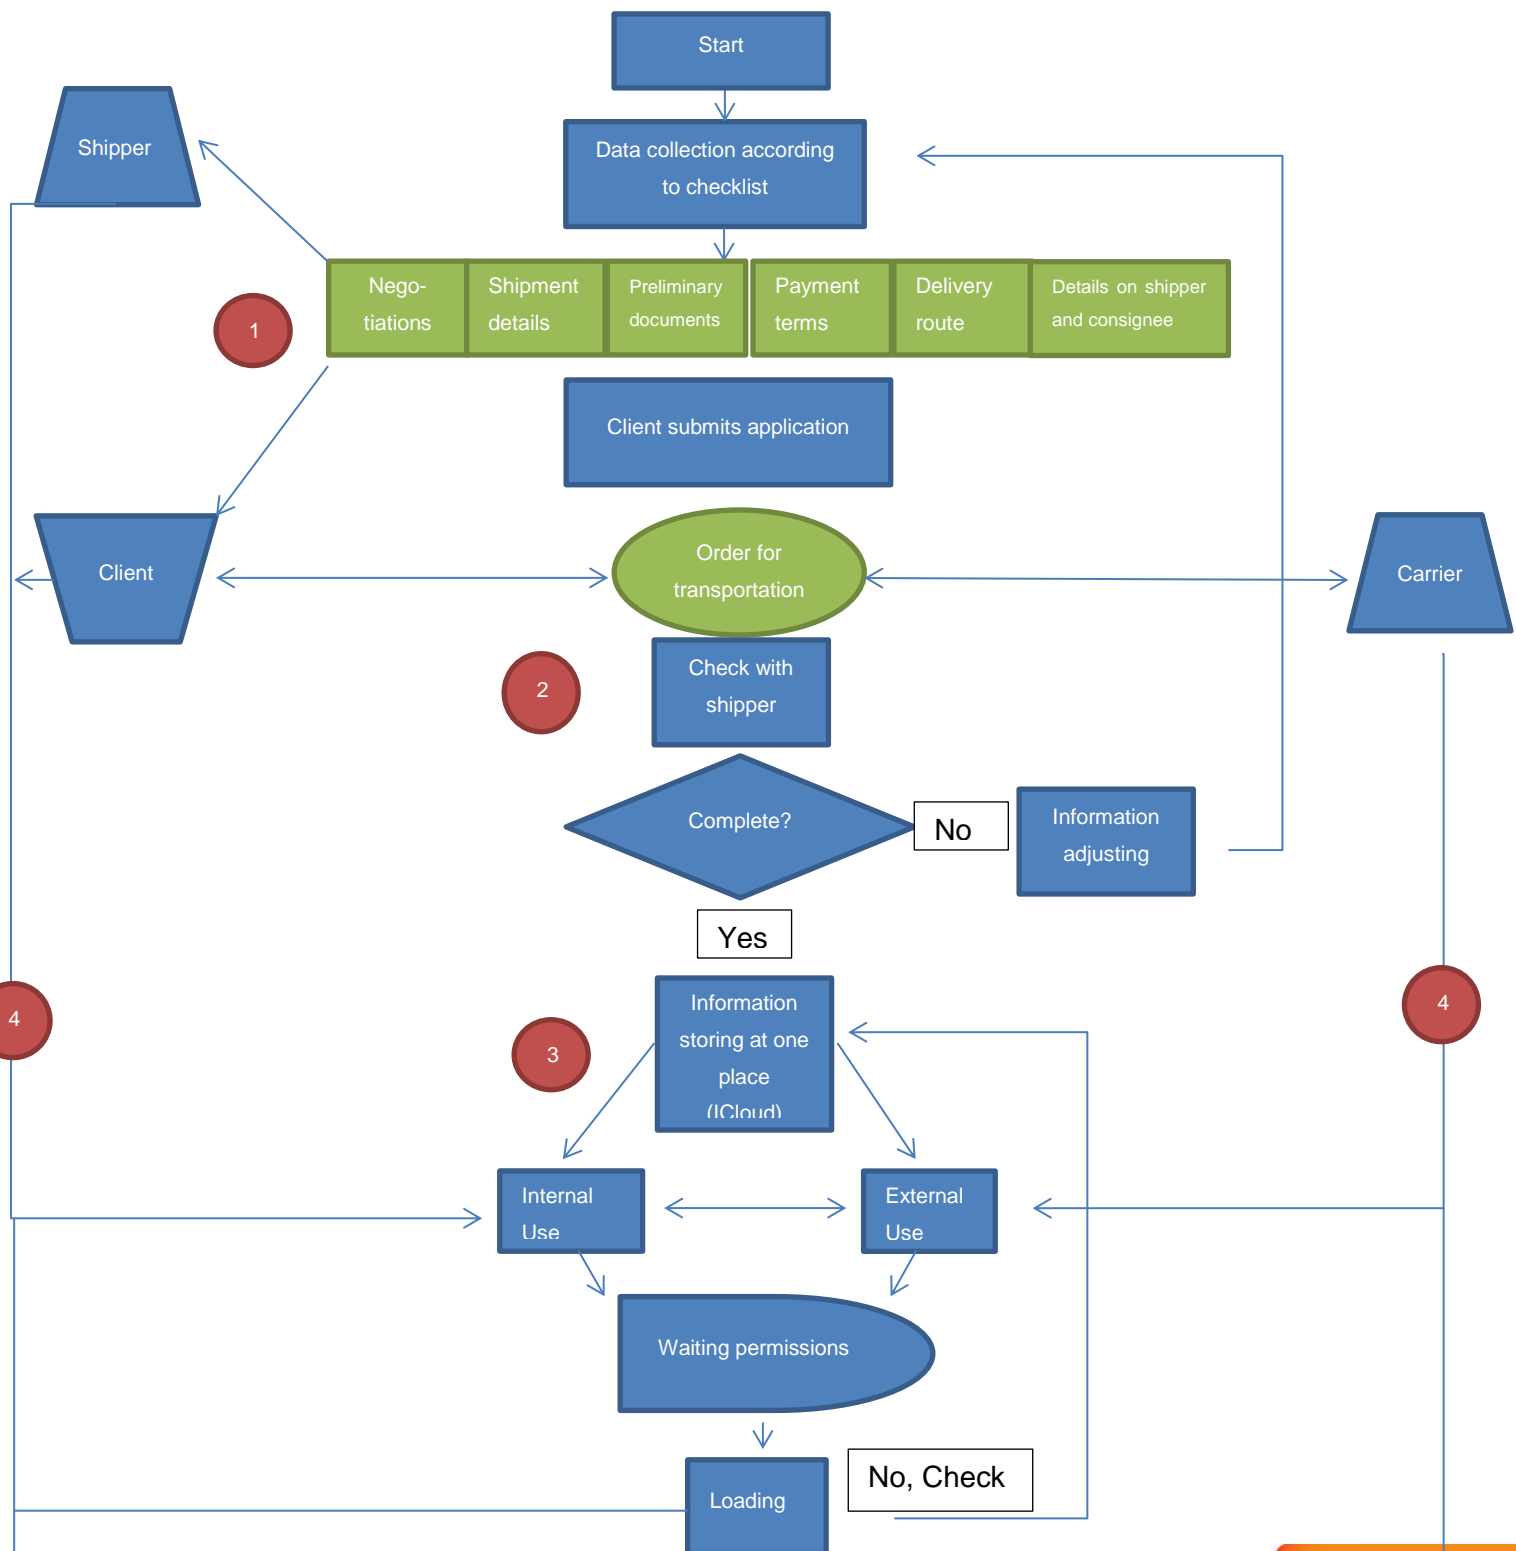 Start
Shipper
Data collection according
to checklist
Nego-
tiations
Shipment
details
Preliminary
documents
Payment
terms
Delivery
route
Details on shipper
and consignee
1
Client submits application
Client
Order for
transportation
Carrier
2
Check with
shipper
Complete?
No
Information
adjusting
Yes
4
3
Information
storing at one
place
(ICloud)
4
Internal
Use
External
Use
Waiting permissions
No, Check
Loading